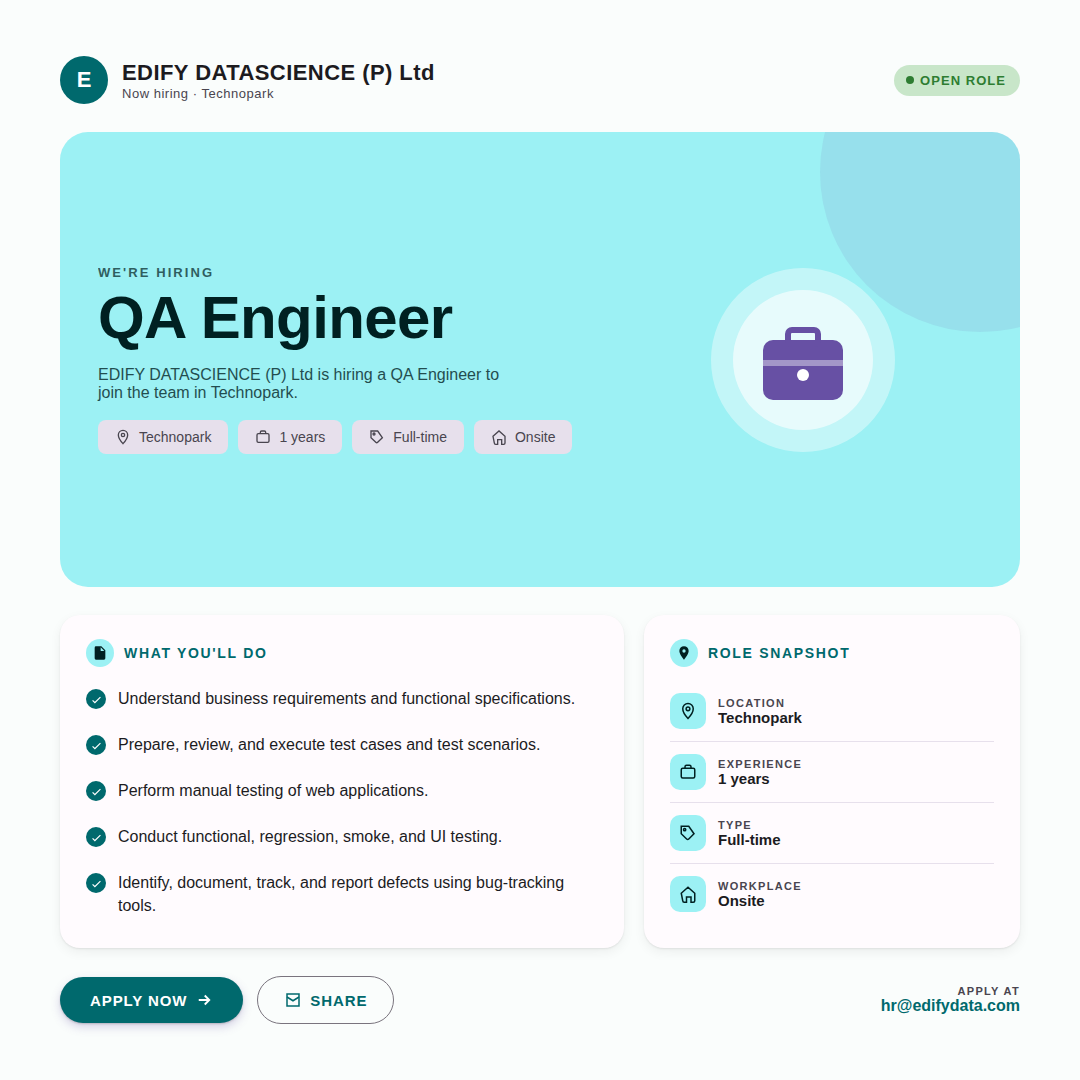 E
EDIFY DATASCIENCE (P) Ltd
Now hiring · Technopark
OPEN ROLE
WE'RE HIRING
QA Engineer
EDIFY DATASCIENCE (P) Ltd is hiring a QA Engineer to
join the team in Technopark.
Technopark
1 years
Full-time
Onsite
WHAT YOU'LL DO
Understand business requirements and functional specifications.
Prepare, review, and execute test cases and test scenarios.
Perform manual testing of web applications.
Conduct functional, regression, smoke, and UI testing.
Identify, document, track, and report defects using bug-tracking
tools.
ROLE SNAPSHOT
LOCATION
Technopark
EXPERIENCE
1 years
TYPE
Full-time
WORKPLACE
Onsite
APPLY NOW
SHARE
APPLY AT
hr@edifydata.com